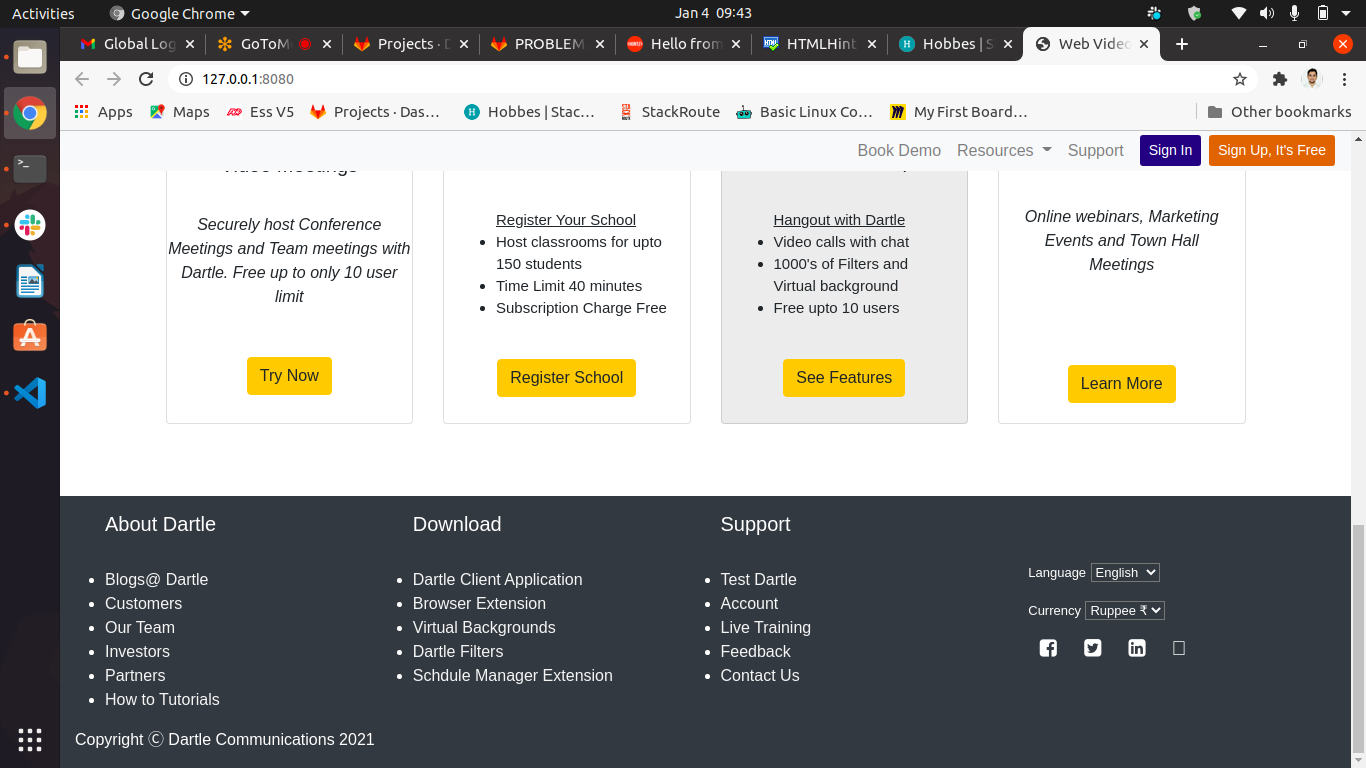 Activities
Google Chrome
Jan 4 09:43
Global Log
GoToM
Projects · D
PROBLEM
Hello from
HTMLHint
Hobbes | S
Web Video
127.0.0.1:8080
Apps
Maps
Ess V5
Projects · Das…
Hobbes | Stac…
StackRoute
Basic Linux Co…
My First Board…
Other bookmarks
Book Demo
Resources
Support
Sign In
Sign Up, It's Free
Video Meetings
Securely host Conference
Meetings and Team meetings with
Dartle. Free up to only 10 user
limit
Try Now
Register Your School
Host classrooms for upto
150 students
Time Limit 40 minutes
Subscription Charge Free
Register School
Hangout with Dartle
Video calls with chat
1000's of Filters and
Virtual background
Free upto 10 users
See Features
Online webinars, Marketing
Events and Town Hall
Meetings
Learn More
About Dartle
Blogs@ Dartle
Customers
Our Team
Investors
Partners
How to Tutorials
Download
Dartle Client Application
Browser Extension
Virtual Backgrounds
Dartle Filters
Schdule Manager Extension
Support
Test Dartle
Account
Live Training
Feedback
Contact Us
Language English
Currency Ruppee ₹
Copyright Ⓒ Dartle Communications 2021